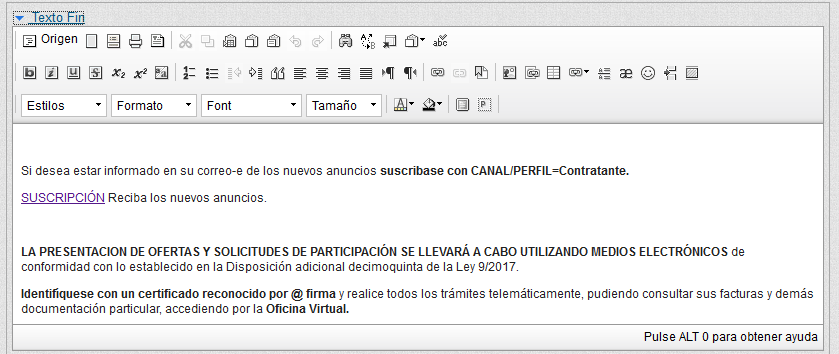 Texto Fin
Origen
Estilos Formato Font Tamaño
Si desea estar informado en su correo-e de los nuevos anuncios suscribase con CANAL/PERFIL=Contratante.
SUSCRIPCIÓN Reciba los nuevos anuncios.
LA PRESENTACION DE OFERTAS Y SOLICITUDES DE PARTICIPACIÓN SE LLEVARÁ A CABO UTILIZANDO MEDIOS ELECTRÓNICOS de
conformidad con lo establecido en la Disposición adicional decimoquinta de la Ley 9/2017.
Identifíquese con un certificado reconocido por @ firma y realice todos los trámites telemáticamente, pudiendo consultar sus facturas y demás
documentación particular, accediendo por la Oficina Virtual.
Pulse ALT 0 para obtener ayuda